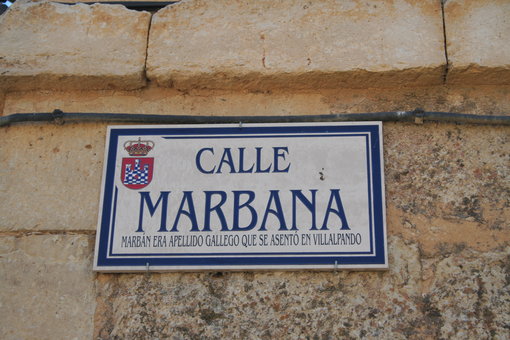 CALLE
MARBANA
MARBÁN ERA APELLIDO GALLEGO QUE SE ASENTÓ EN VILLALPANDO